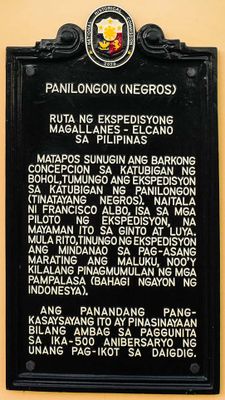 PANILONGON (NEGROS)
RUTA NG EKSPEDISYONG
MAGALLANES - ELCANO
SA PILIPINAS
MATAPOS SUNUGIN ANG BARKONG
CONCEPCION SA KATUBIGAN NG
BOHOL, TUMUNGO ANG EKSPEDISYON
SA KATUBIGAN NG PANILONGON
(TINATAYANG NEGROS). NAITALA
NI FRANCISCO ALBO, ISA SA MGA
PILOTO NG EKSPEDISYON, NA
MAYAMAN ITO SA GINTO AT LUYA.
MULA RITO, TINUNGO NG EKSPEDISYON
ANG MINDANAO SA PAG-ASANG
MARATING ANG MALUKU, NOO'Y
KILALANG PINAGMUMULAN NG MGA
PAMPALASA (BAHAGI NGAYON NG
INDONESYA).
ANG PANANDANG PANG-
KASAYSAYANG ITO AY PINASINAYAAN
BILANG AMBAG SA PAGGUNITA
SA IKA-500 ANIBERSARYO NG
UNANG PAG-IKOT SA DAIGDIG.